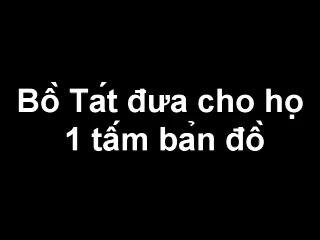 Bồ Tát đưa cho họ
1 tấm bản đồ